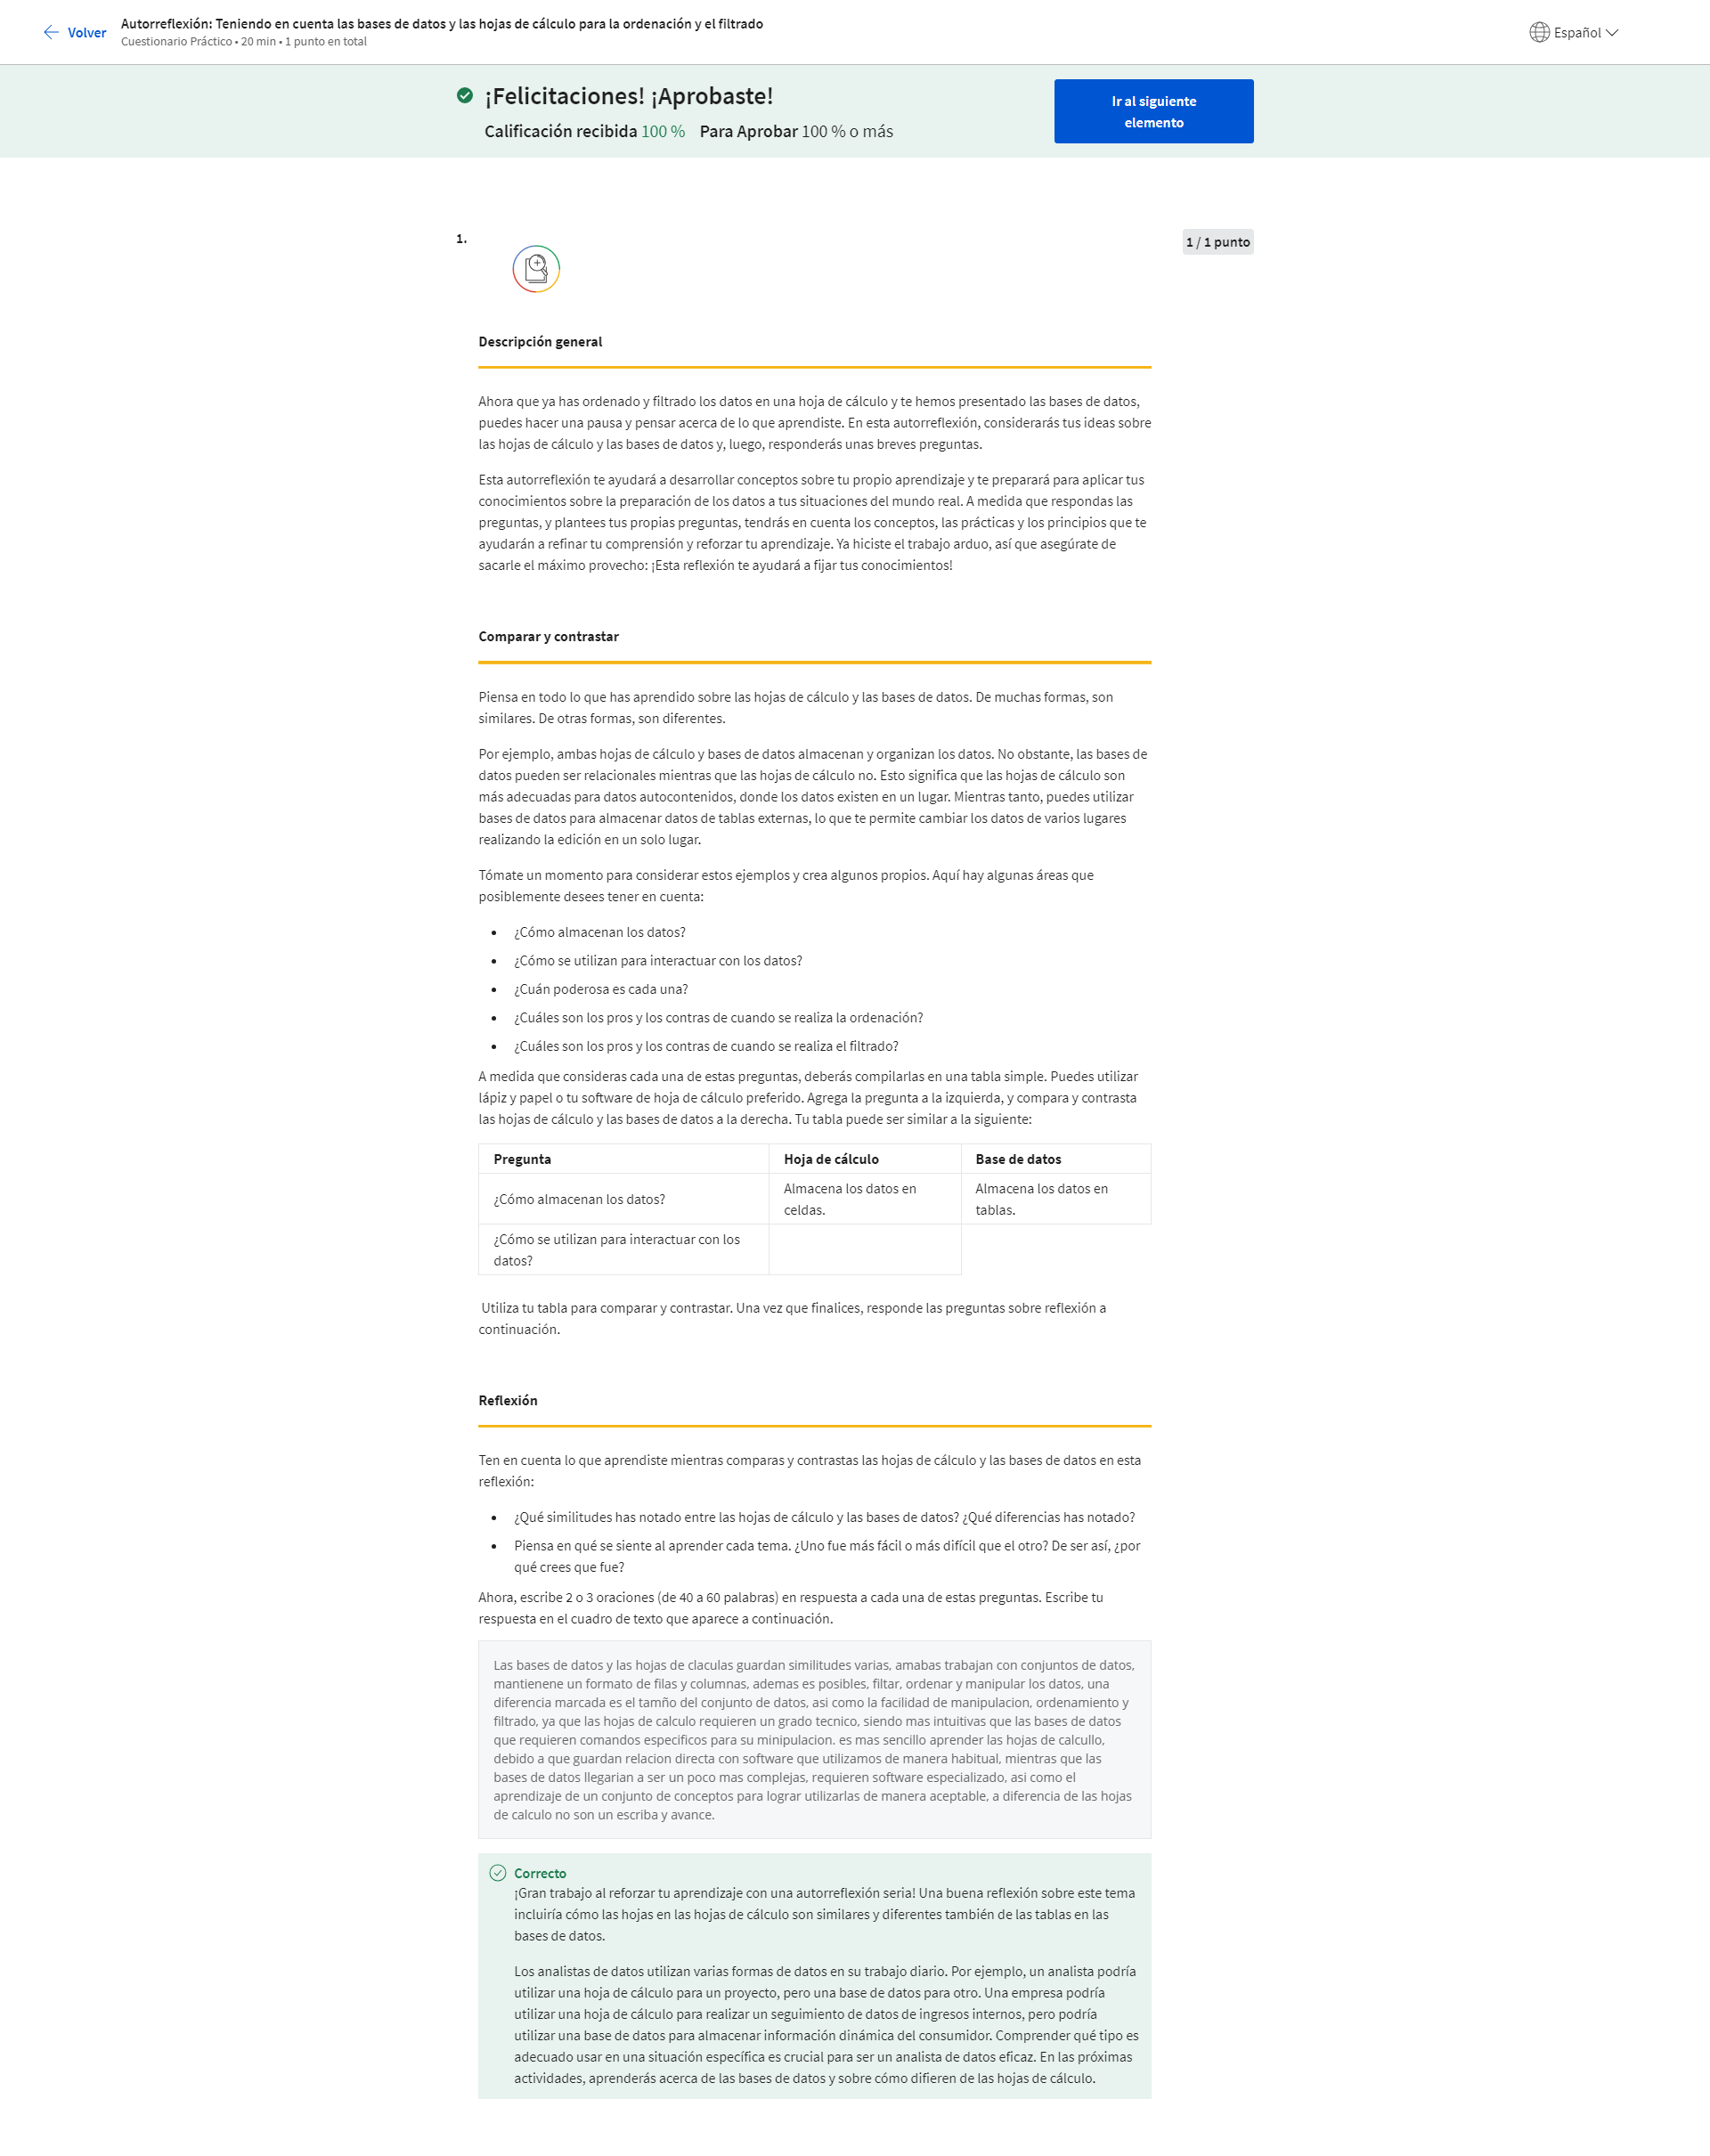 Volver
Autorreflexión: Teniendo en cuenta las bases de datos y las hojas de cálculo para la ordenación y el filtrado
Cuestionario Práctico • 20 min • 1 punto en total
Español
¡Felicitaciones! ¡Aprobaste!
Calificación recibida 100 % Para Aprobar 100 % o más
Ir al siguiente
elemento
1.
1 / 1 punto
Descripción general
Ahora que ya has ordenado y filtrado los datos en una hoja de cálculo y te hemos presentado las bases de datos,
puedes hacer una pausa y pensar acerca de lo que aprendiste. En esta autorreflexión, considerarás tus ideas sobre
las hojas de cálculo y las bases de datos y, luego, responderás unas breves preguntas.
Esta autorreflexión te ayudará a desarrollar conceptos sobre tu propio aprendizaje y te preparará para aplicar tus
conocimientos sobre la preparación de los datos a tus situaciones del mundo real. A medida que respondas las
preguntas, y plantees tus propias preguntas, tendrás en cuenta los conceptos, las prácticas y los principios que te
ayudarán a refinar tu comprensión y reforzar tu aprendizaje. Ya hiciste el trabajo arduo, así que asegúrate de
sacarle el máximo provecho: ¡Esta reflexión te ayudará a fijar tus conocimientos!
Comparar y contrastar
Piensa en todo lo que has aprendido sobre las hojas de cálculo y las bases de datos. De muchas formas, son
similares. De otras formas, son diferentes.
Por ejemplo, ambas hojas de cálculo y bases de datos almacenan y organizan los datos. No obstante, las bases de
datos pueden ser relacionales mientras que las hojas de cálculo no. Esto significa que las hojas de cálculo son
más adecuadas para datos autocontenidos, donde los datos existen en un lugar. Mientras tanto, puedes utilizar
bases de datos para almacenar datos de tablas externas, lo que te permite cambiar los datos de varios lugares
realizando la edición en un solo lugar.
Tómate un momento para considerar estos ejemplos y crea algunos propios. Aquí hay algunas áreas que
posiblemente desees tener en cuenta:
• ¿Cómo almacenan los datos?
• ¿Cómo se utilizan para interactuar con los datos?
• ¿Cuán poderosa es cada una?
• ¿Cuáles son los pros y los contras de cuando se realiza la ordenación?
• ¿Cuáles son los pros y los contras de cuando se realiza el filtrado?
A medida que consideras cada una de estas preguntas, deberás compilarlas en una tabla simple. Puedes utilizar
lápiz y papel o tu software de hoja de cálculo preferido. Agrega la pregunta a la izquierda, y compara y contrasta
las hojas de cálculo y las bases de datos a la derecha. Tu tabla puede ser similar a la siguiente:
Pregunta Hoja de cálculo Base de datos
¿Cómo almacenan los datos? Almacena los datos en celdas. Almacena los datos en tablas.
¿Cómo se utilizan para interactuar con los
datos?
Utiliza tu tabla para comparar y contrastar. Una vez que finalices, responde las preguntas sobre reflexión a
continuación.
Reflexión
Ten en cuenta lo que aprendiste mientras comparas y contrastas las hojas de cálculo y las bases de datos en esta
reflexión:
• ¿Qué similitudes has notado entre las hojas de cálculo y las bases de datos? ¿Qué diferencias has notado?
• Piensa en qué se siente al aprender cada tema. ¿Uno fue más fácil o más difícil que el otro? De ser así, ¿por
qué crees que fue?
Ahora, escribe 2 o 3 oraciones (de 40 a 60 palabras) en respuesta a cada una de estas preguntas. Escribe tu
respuesta en el cuadro de texto que aparece a continuación.
Las bases de datos y las hojas de claculas guardan similitudes varias, amabas trabajan con conjuntos de datos,
mantienene un formato de filas y columnas, ademas es posibles, filtar, ordenar y manipular los datos, una
diferencia marcada es el tamño del conjunto de datos, asi como la facilidad de manipulacion, ordenamiento y
filtrado, ya que las hojas de calculo requieren un grado tecnico, siendo mas intuitivas que las bases de datos
que requieren comandos especificos para su minipulacion. es mas sencillo aprender las hojas de calcullo,
debido a que guardan relacion directa con software que utilizamos de manera habitual, mientras que las
bases de datos llegarian a ser un poco mas complejas, requieren software especializado, asi como el
aprendizaje de un conjunto de conceptos para lograr utilizarlas de manera aceptable, a diferencia de las hojas
de calculo no son un escriba y avance.
Correcto
¡Gran trabajo al reforzar tu aprendizaje con una autorreflexión seria! Una buena reflexión sobre este tema
incluiría cómo las hojas en las hojas de cálculo son similares y diferentes también de las tablas en las
bases de datos.
Los analistas de datos utilizan varias formas de datos en su trabajo diario. Por ejemplo, un analista podría
utilizar una hoja de cálculo para un proyecto, pero una base de datos para otro. Una empresa podría
utilizar una hoja de cálculo para realizar un seguimiento de datos de ingresos internos, pero podría
utilizar una base de datos para almacenar información dinámica del consumidor. Comprender qué tipo es
adecuado usar en una situación específica es crucial para ser un analista de datos eficaz. En las próximas
actividades, aprenderás acerca de las bases de datos y sobre cómo difieren de las hojas de cálculo.